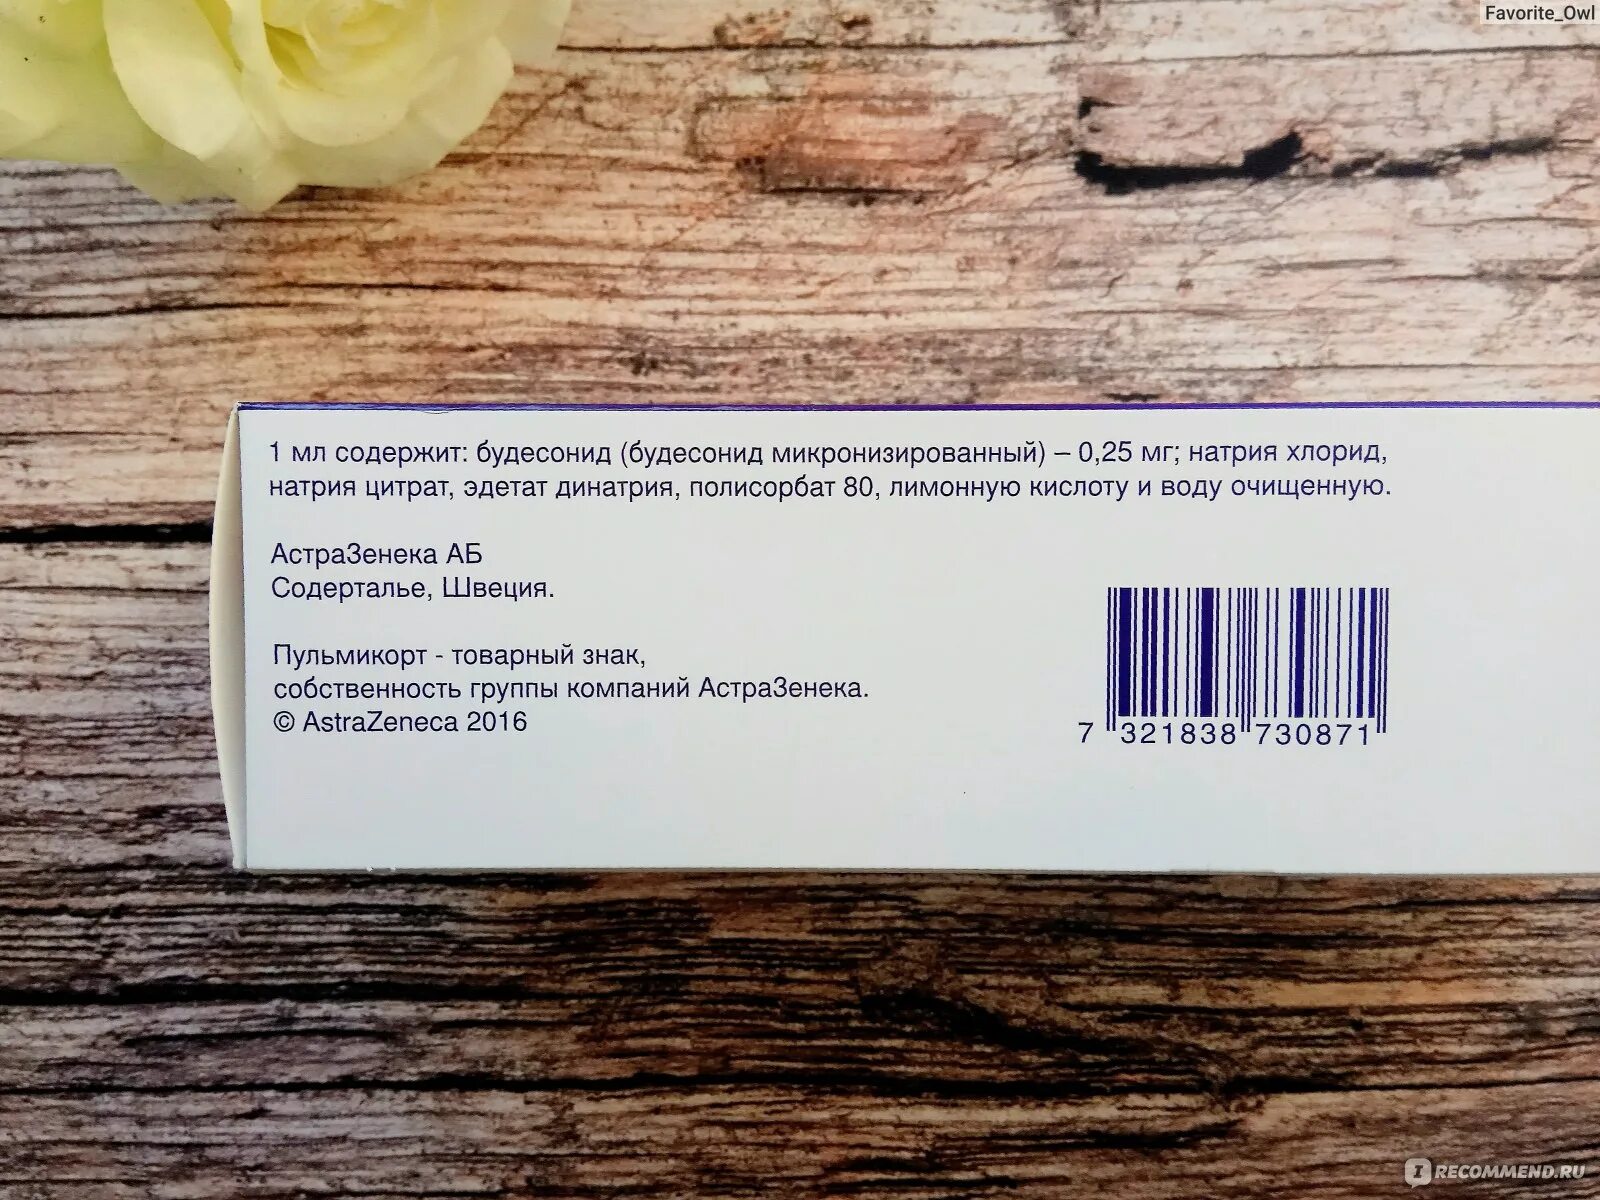 Favorite_Owl
1 мл содержит: будесонид (будесонид микронизированный) – 0,25 мг; натрия хлорид,
натрия цитрат, эдетат динатрия, полисорбат 80, лимонную кислоту и воду очищенную.
АстраЗенека АБ
Содерталье, Швеция.
Пульмикорт - товарный знак,
собственность группы компаний АстраЗенека.
© AstraZeneca 2016
7 321838 730871
IRECOMMEND.RU